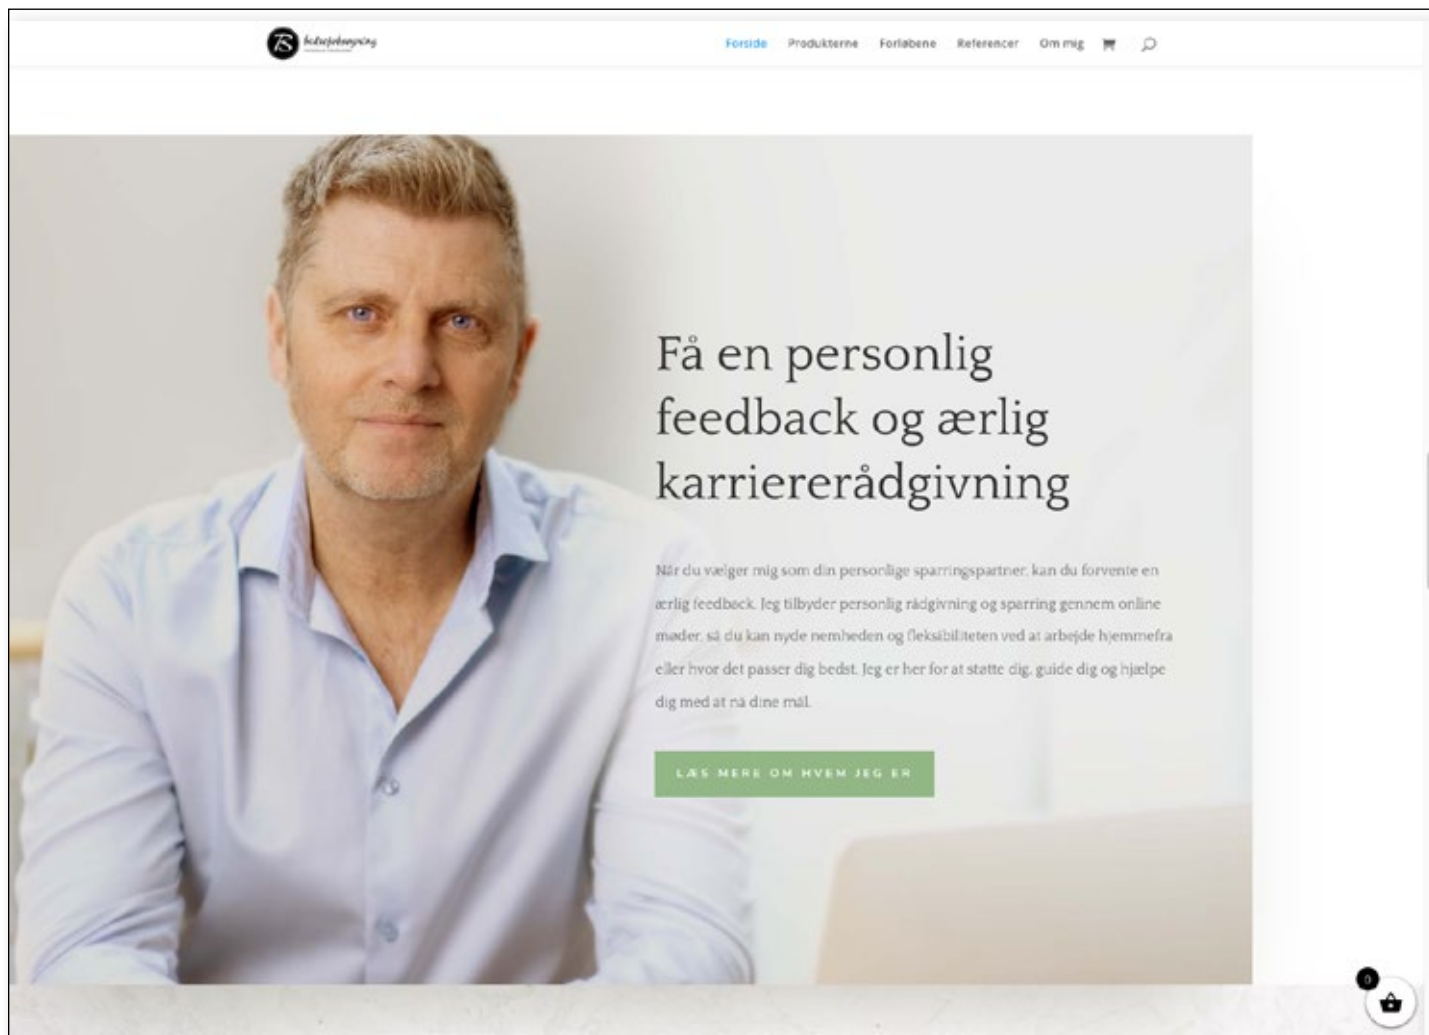 Forside Produkterne Forløbene Referencer Om mig
Få en personlig
feedback og ærlig
karriererådgivning
Når du vælger mig som din personlige sparringspartner, kan du forvente en
ærlig feedback. Jeg tilbyder personlig rådgivning og sparring gennem online
møder, så du kan nyde nemheden og fleksibiliteten ved at arbejde hjemmefra
eller hvor det passer dig bedst. Jeg er her for at støtte dig, guide dig og hjælpe
dig med at nå dine mål.
LÆS MERE OM HVEM JEG ER
0